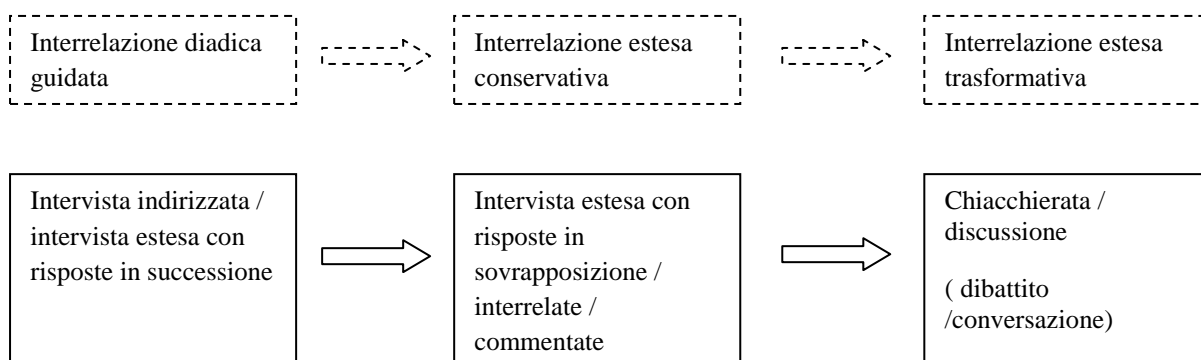 Interrelazione diadica
guidata
Interrelazione estesa
conservativa
Interrelazione estesa
trasformativa
Intervista indirizzata /
intervista estesa con
risposte in successione
Intervista estesa con
risposte in
sovrapposizione /
interrelate /
commentate
Chiacchierata /
discussione
( dibattito
/conversazione)